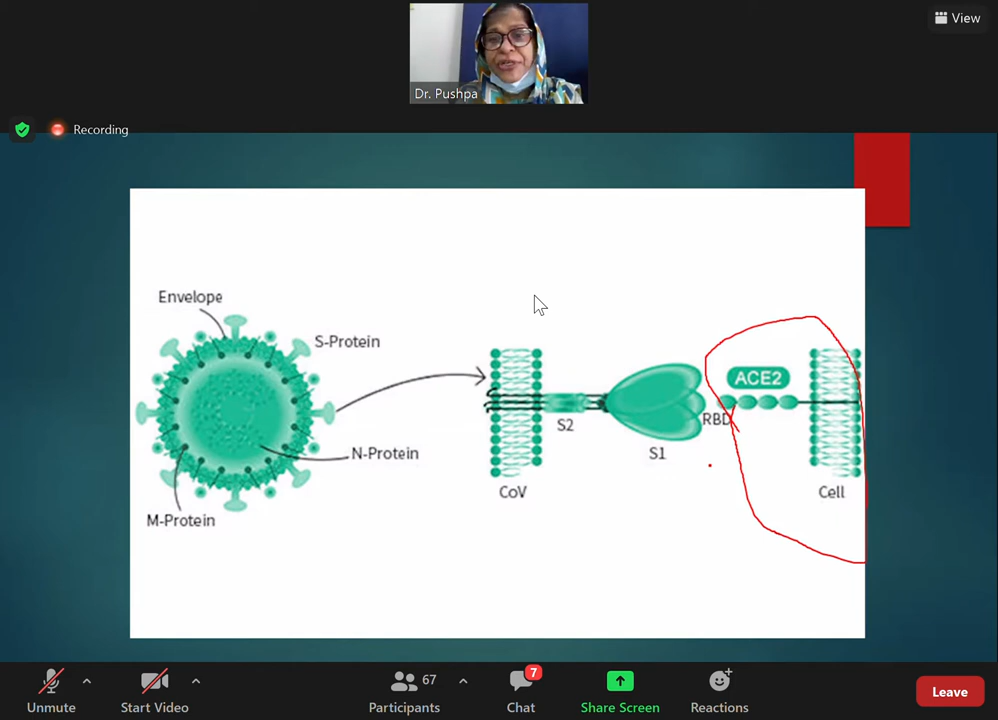 View
Dr. Pushpa
Recording
Envelope
S-Protein
ACE2
RBD
S2
S1
N-Protein
CoV
Cell
M-Protein
67
7
Unmute
Start Video
Participants
Chat
Share Screen
Reactions
Leave